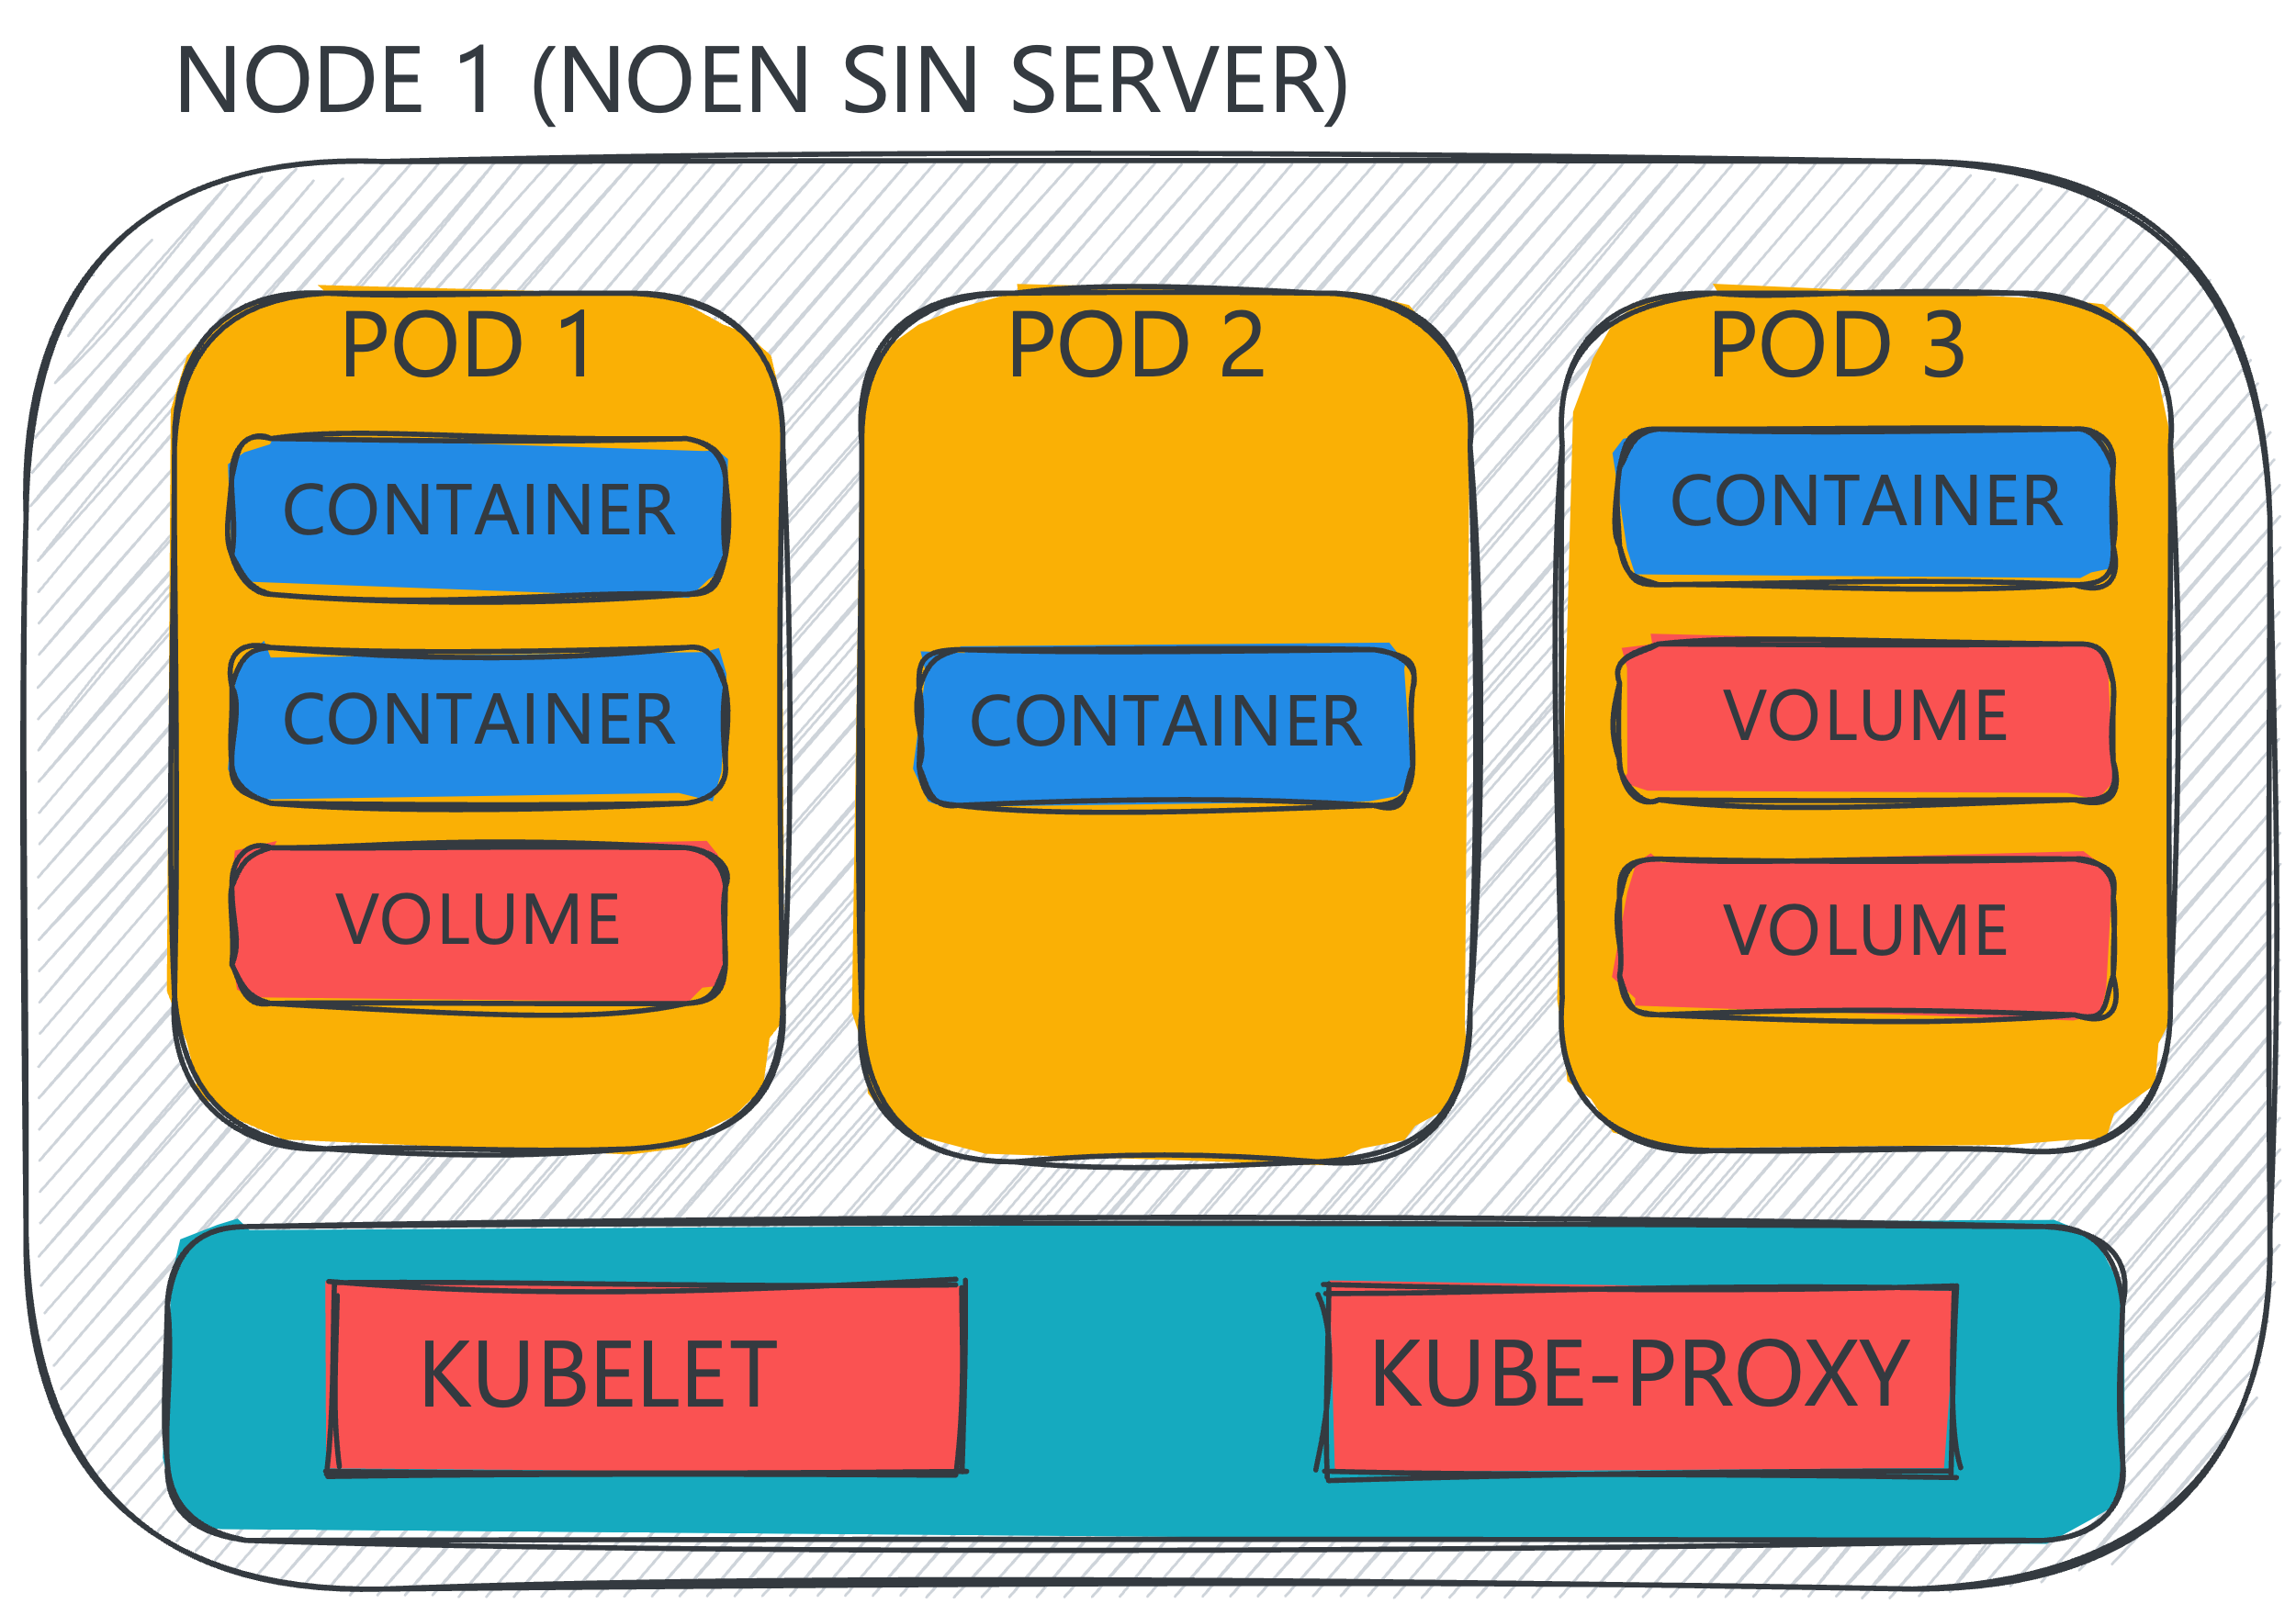 NODE 1 (NOEN SIN SERVER)
POD 1
CONTAINER
CONTAINER
VOLUME
POD 2
CONTAINER
POD 3
CONTAINER
VOLUME
VOLUME
KUBELET
KUBE-PROXY